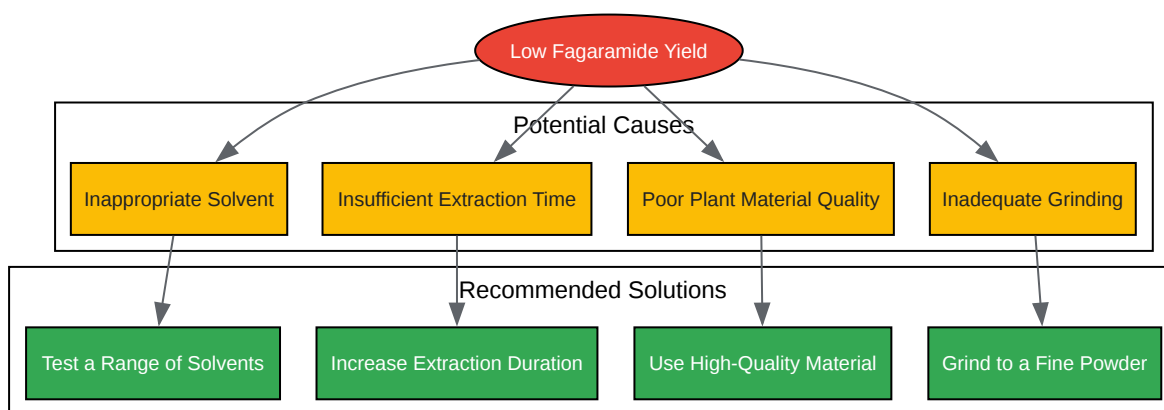 Low Fagaramide Yield
Potential Causes
Inappropriate Solvent
Insufficient Extraction Time
Poor Plant Material Quality
Inadequate Grinding
Recommended Solutions
Test a Range of Solvents
Increase Extraction Duration
Use High-Quality Material
Grind to a Fine Powder